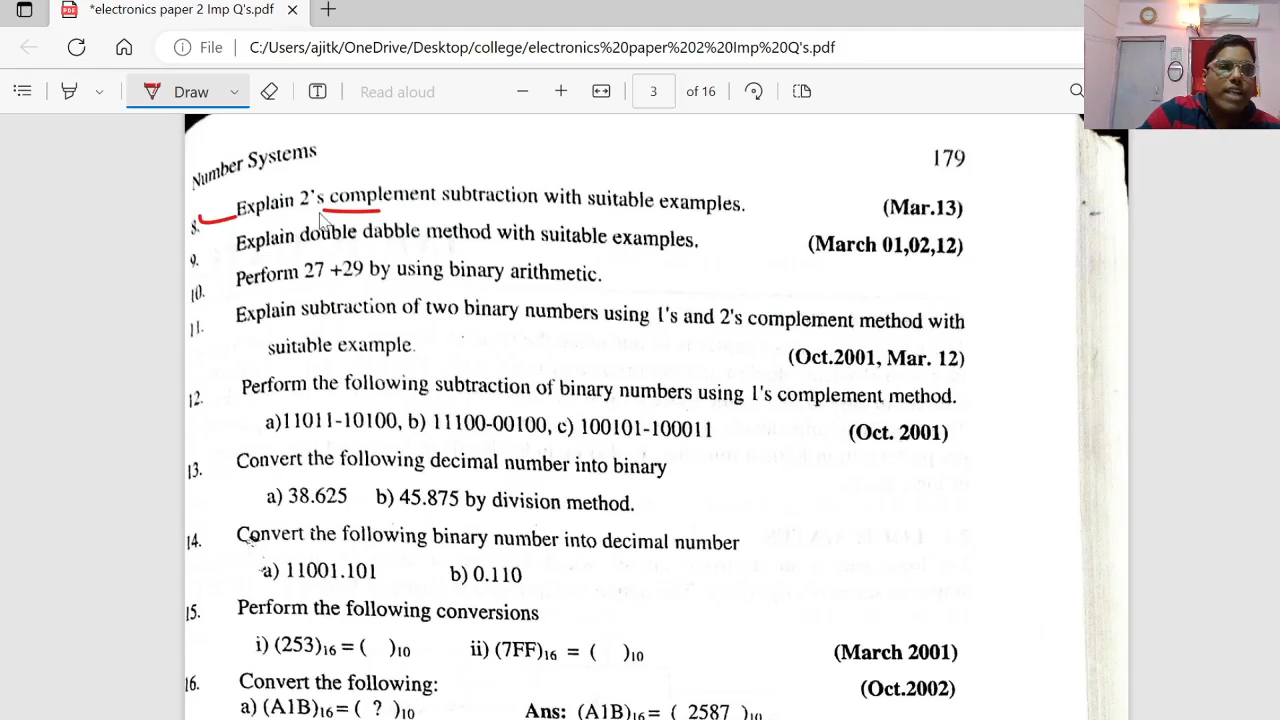 *electronics paper 2 Imp Q's.pdf
File C:/Users/ajitk/OneDrive/Desktop/college/electronics%20paper%202%20Imp%20Q's.pdf
Draw Read aloud 3 of 16
Number Systems 179
8. Explain 2's complement subtraction with suitable examples. (Mar.13)
9. Explain double dabble method with suitable examples. (March 01,02,12)
10. Perform 27 +29 by using binary arithmetic.
11. Explain subtraction of two binary numbers using 1's and 2's complement method with
suitable example. (Oct.2001, Mar. 12)
12. Perform the following subtraction of binary numbers using 1's complement method.
a)11011-10100, b) 11100-00100, c) 100101-100011 (Oct. 2001)
13. Convert the following decimal number into binary
a) 38.625 b) 45.875 by division method.
14. Convert the following binary number into decimal number
a) 11001.101 b) 0.110
15. Perform the following conversions
i) (253)₁₆ = ( )₁₀ ii) (7FF)₁₆ = ( )₁₀ (March 2001)
16. Convert the following: (Oct.2002)
a) (A1B)₁₆ = ( ? )₁₀ Ans: (A1B)₁₆ = ( 2587 )₁₀